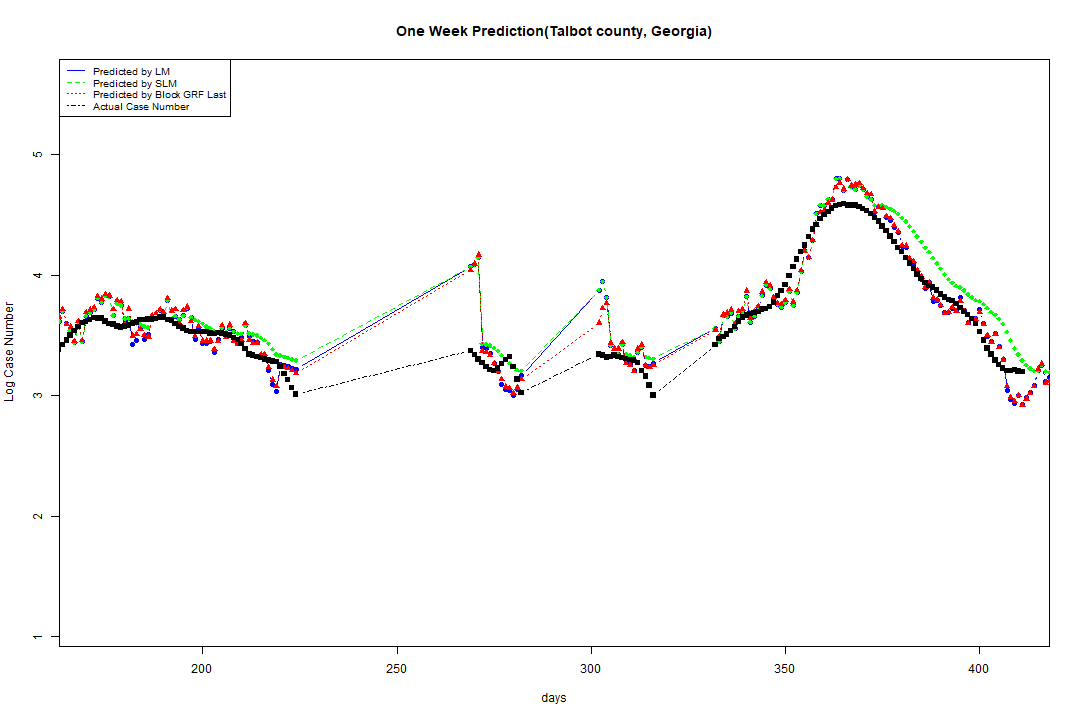 One Week Prediction(Talbot county, Georgia)
Predicted by LM
Predicted by SLM
Predicted by Block GRF Last
Actual Case Number
5
4
3
2
1
Log Case Number
200 250 300 350 400
days